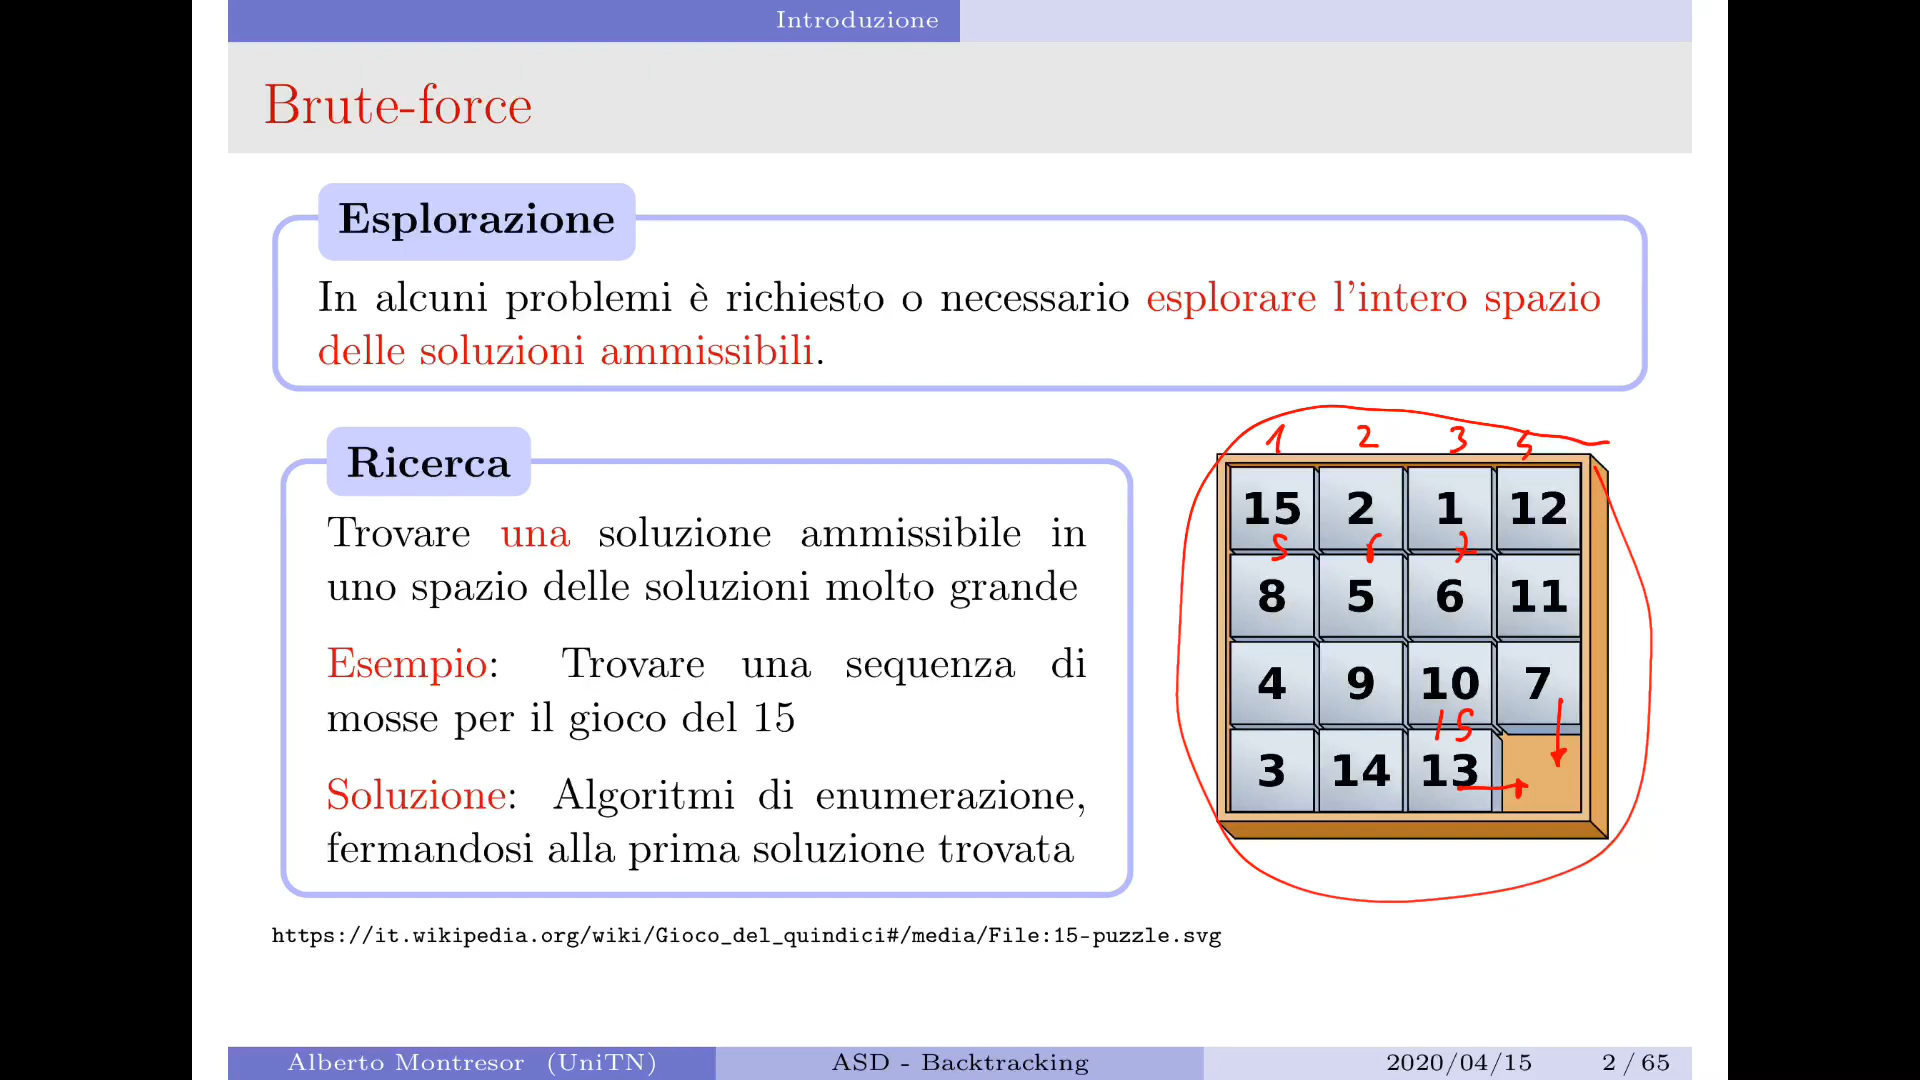 Introduzione
Brute-force
Esplorazione
In alcuni problemi è richiesto o necessario esplorare l'intero spazio
delle soluzioni ammissibili.
Ricerca
Trovare una soluzione ammissibile in
uno spazio delle soluzioni molto grande
Esempio: Trovare una sequenza di
mosse per il gioco del 15
Soluzione: Algoritmi di enumerazione,
fermandosi alla prima soluzione trovata
1 2 3
15 2 1 12
5 6 7
8 5 6 11
4 9 10 7
15
3 14 13
https://it.wikipedia.org/wiki/Gioco_del_quindici#/media/File:15-puzzle.svg
Alberto Montresor (UniTN)
ASD - Backtracking
2020/04/15
2 / 65